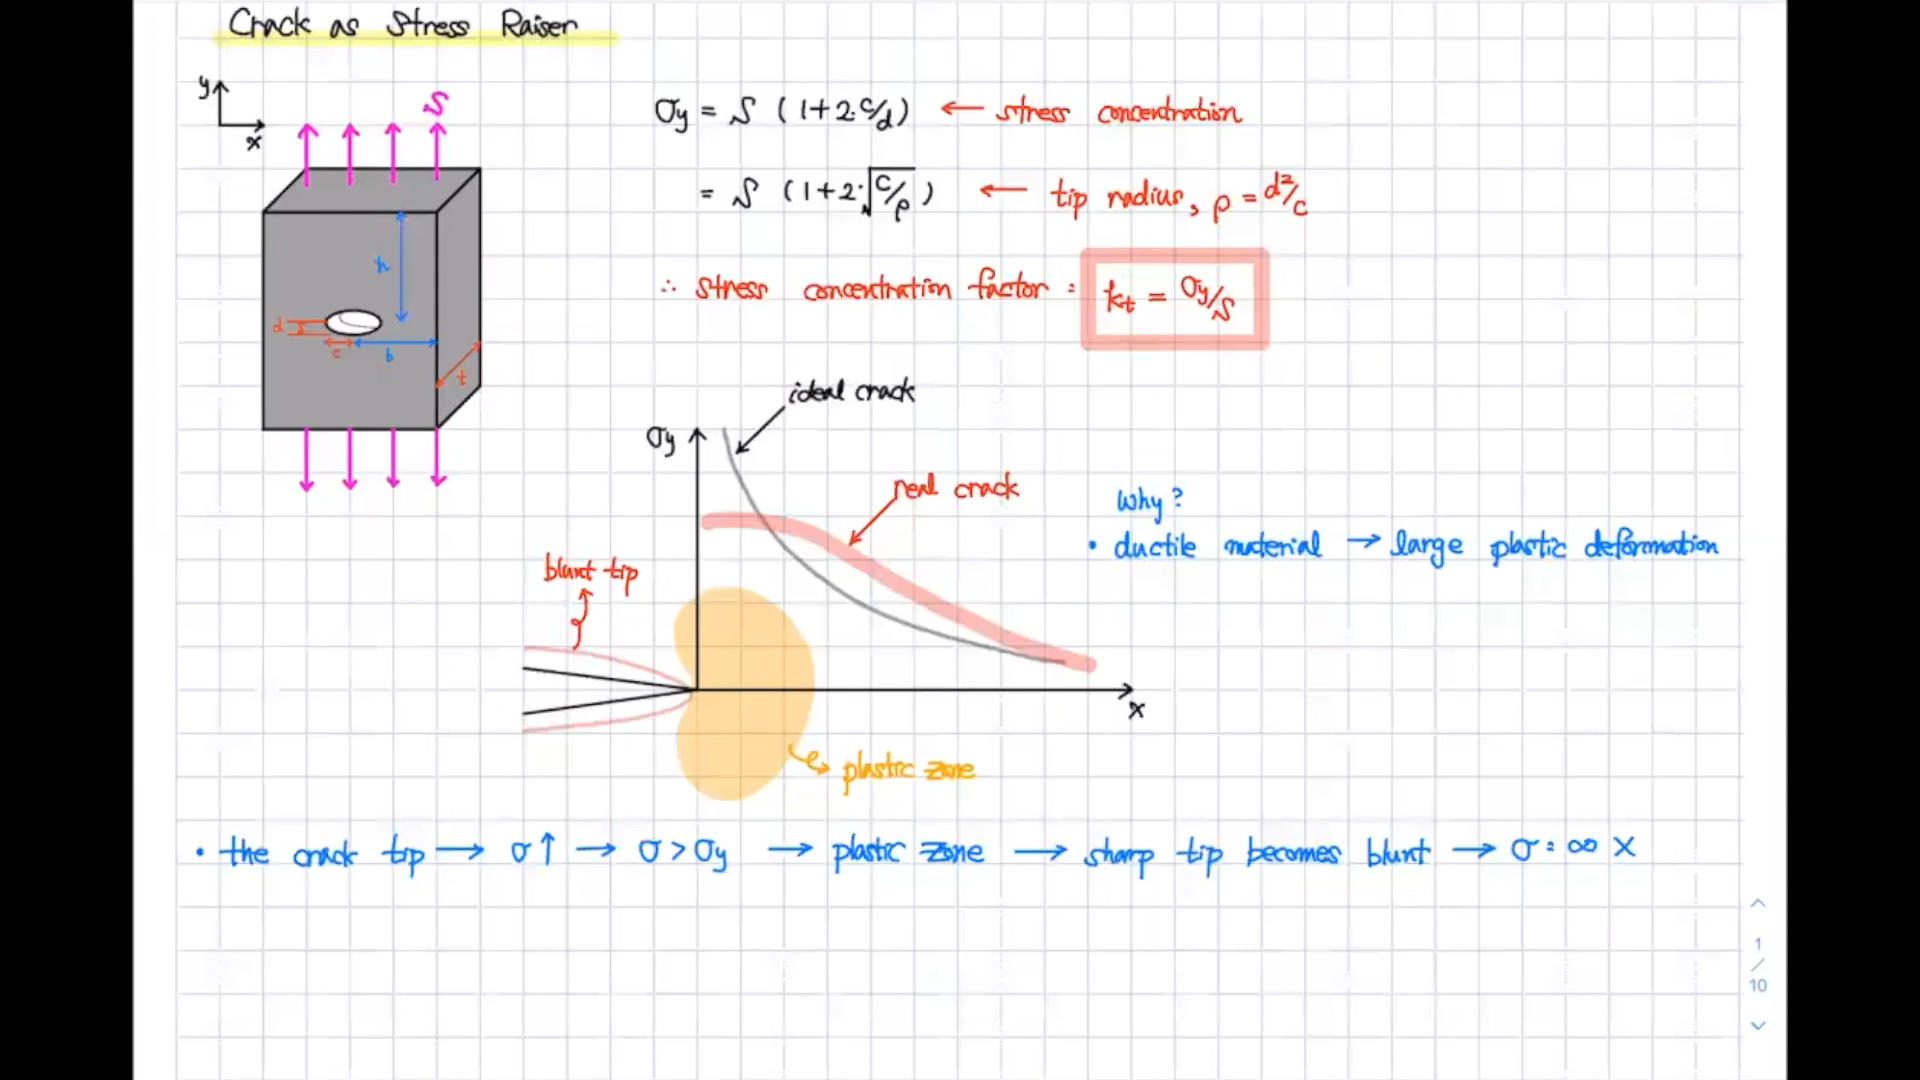 Crack as Stress Raiser
y
x
S
h
d
c
b
t
σy = S (1+2·c/d) ← stress concentration
= S (1+2·√c/ρ) ← tip radius, ρ = d²/c
∴ stress concentration factor : kt = σy/S
ideal crack
σy
real crack
Why?
• ductile material → large plastic deformation
blunt tip
x
plastic zone
• the crack tip → σ↑ → σ > σy → plastic zone → sharp tip becomes blunt → σ = ∞ X
1
/
10